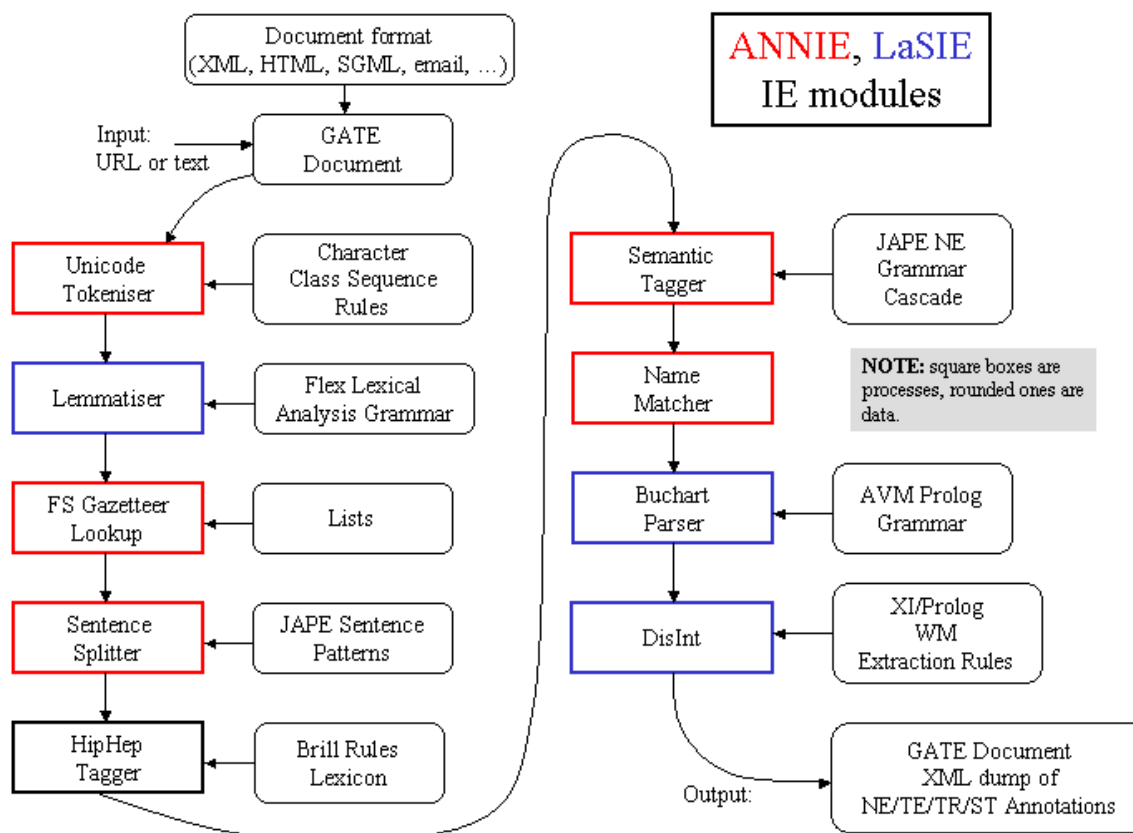 Document format
(XML, HTML, SGML, email, ...)
ANNIE, LaSIE
IE modules
Input:
URL or text
GATE
Document
Unicode
Tokeniser
Character
Class Sequence
Rules
Lemmatiser
Flex Lexical
Analysis Grammar
FS Gazetteer
Lookup
Lists
Sentence
Splitter
JAPE Sentence
Patterns
HipHep
Tagger
Brill Rules
Lexicon
Semantic
Tagger
JAPE NE
Grammar
Cascade
Name
Matcher
NOTE: square boxes are
processes, rounded ones are
data.
Buchart
Parser
AVM Prolog
Grammar
DisInt
XI/Prolog
WM
Extraction Rules
Output:
GATE Document
XML dump of
NE/TE/TR/ST Annotations